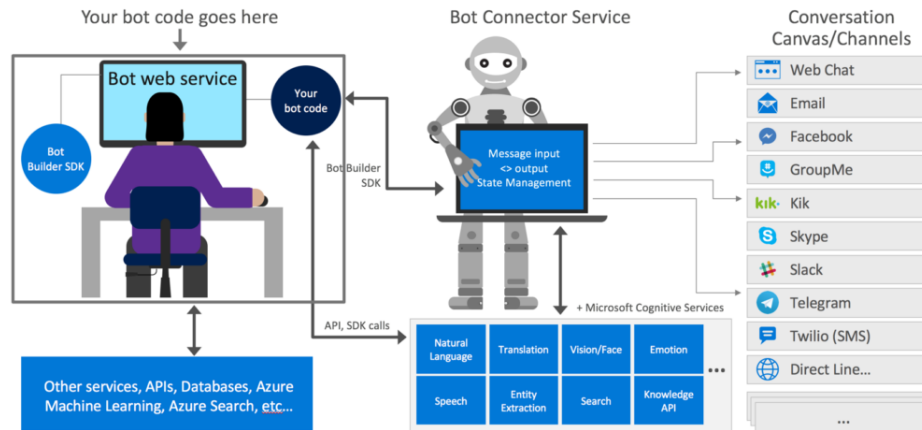 Your bot code goes here
Bot web service
Your
bot code
Bot
Builder SDK
Bot Builder
SDK
API, SDK calls
Other services, APIs, Databases, Azure
Machine Learning, Azure Search, etc...
Bot Connector Service
Message input
<> output
State Management
+ Microsoft Cognitive Services
Natural
Language
Translation
Vision/Face
Emotion
Speech
Entity
Extraction
Search
Knowledge
API
...
Conversation
Canvas/Channels
Web Chat
Email
Facebook
GroupMe
kik.
Kik
Skype
Slack
Telegram
Twilio (SMS)
Direct Line...
...